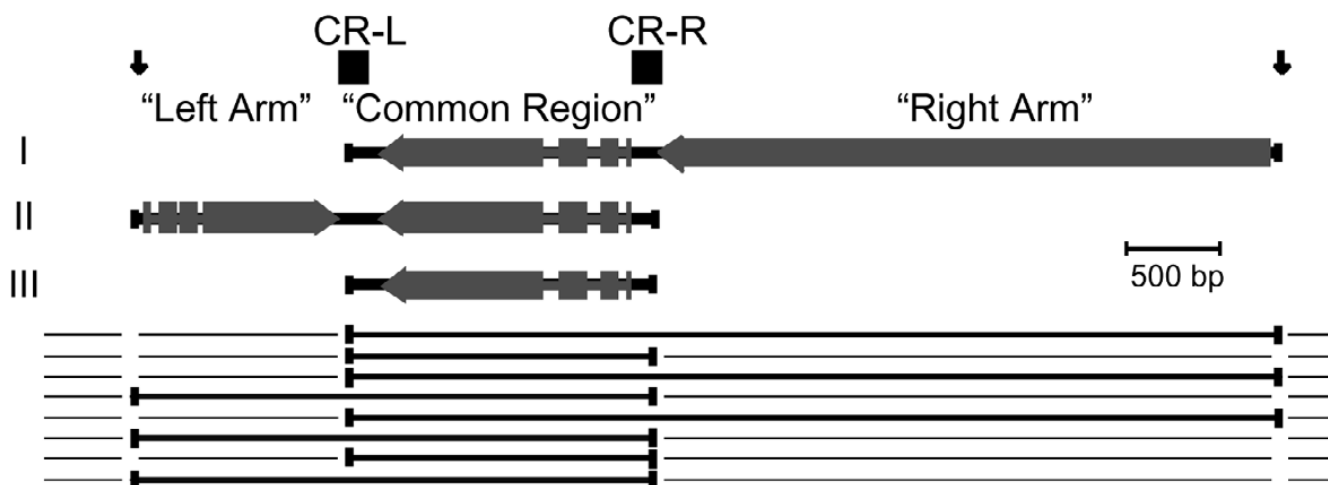 CR-L CR-R
“Left Arm” “Common Region” “Right Arm”
I
II
500 bp
III